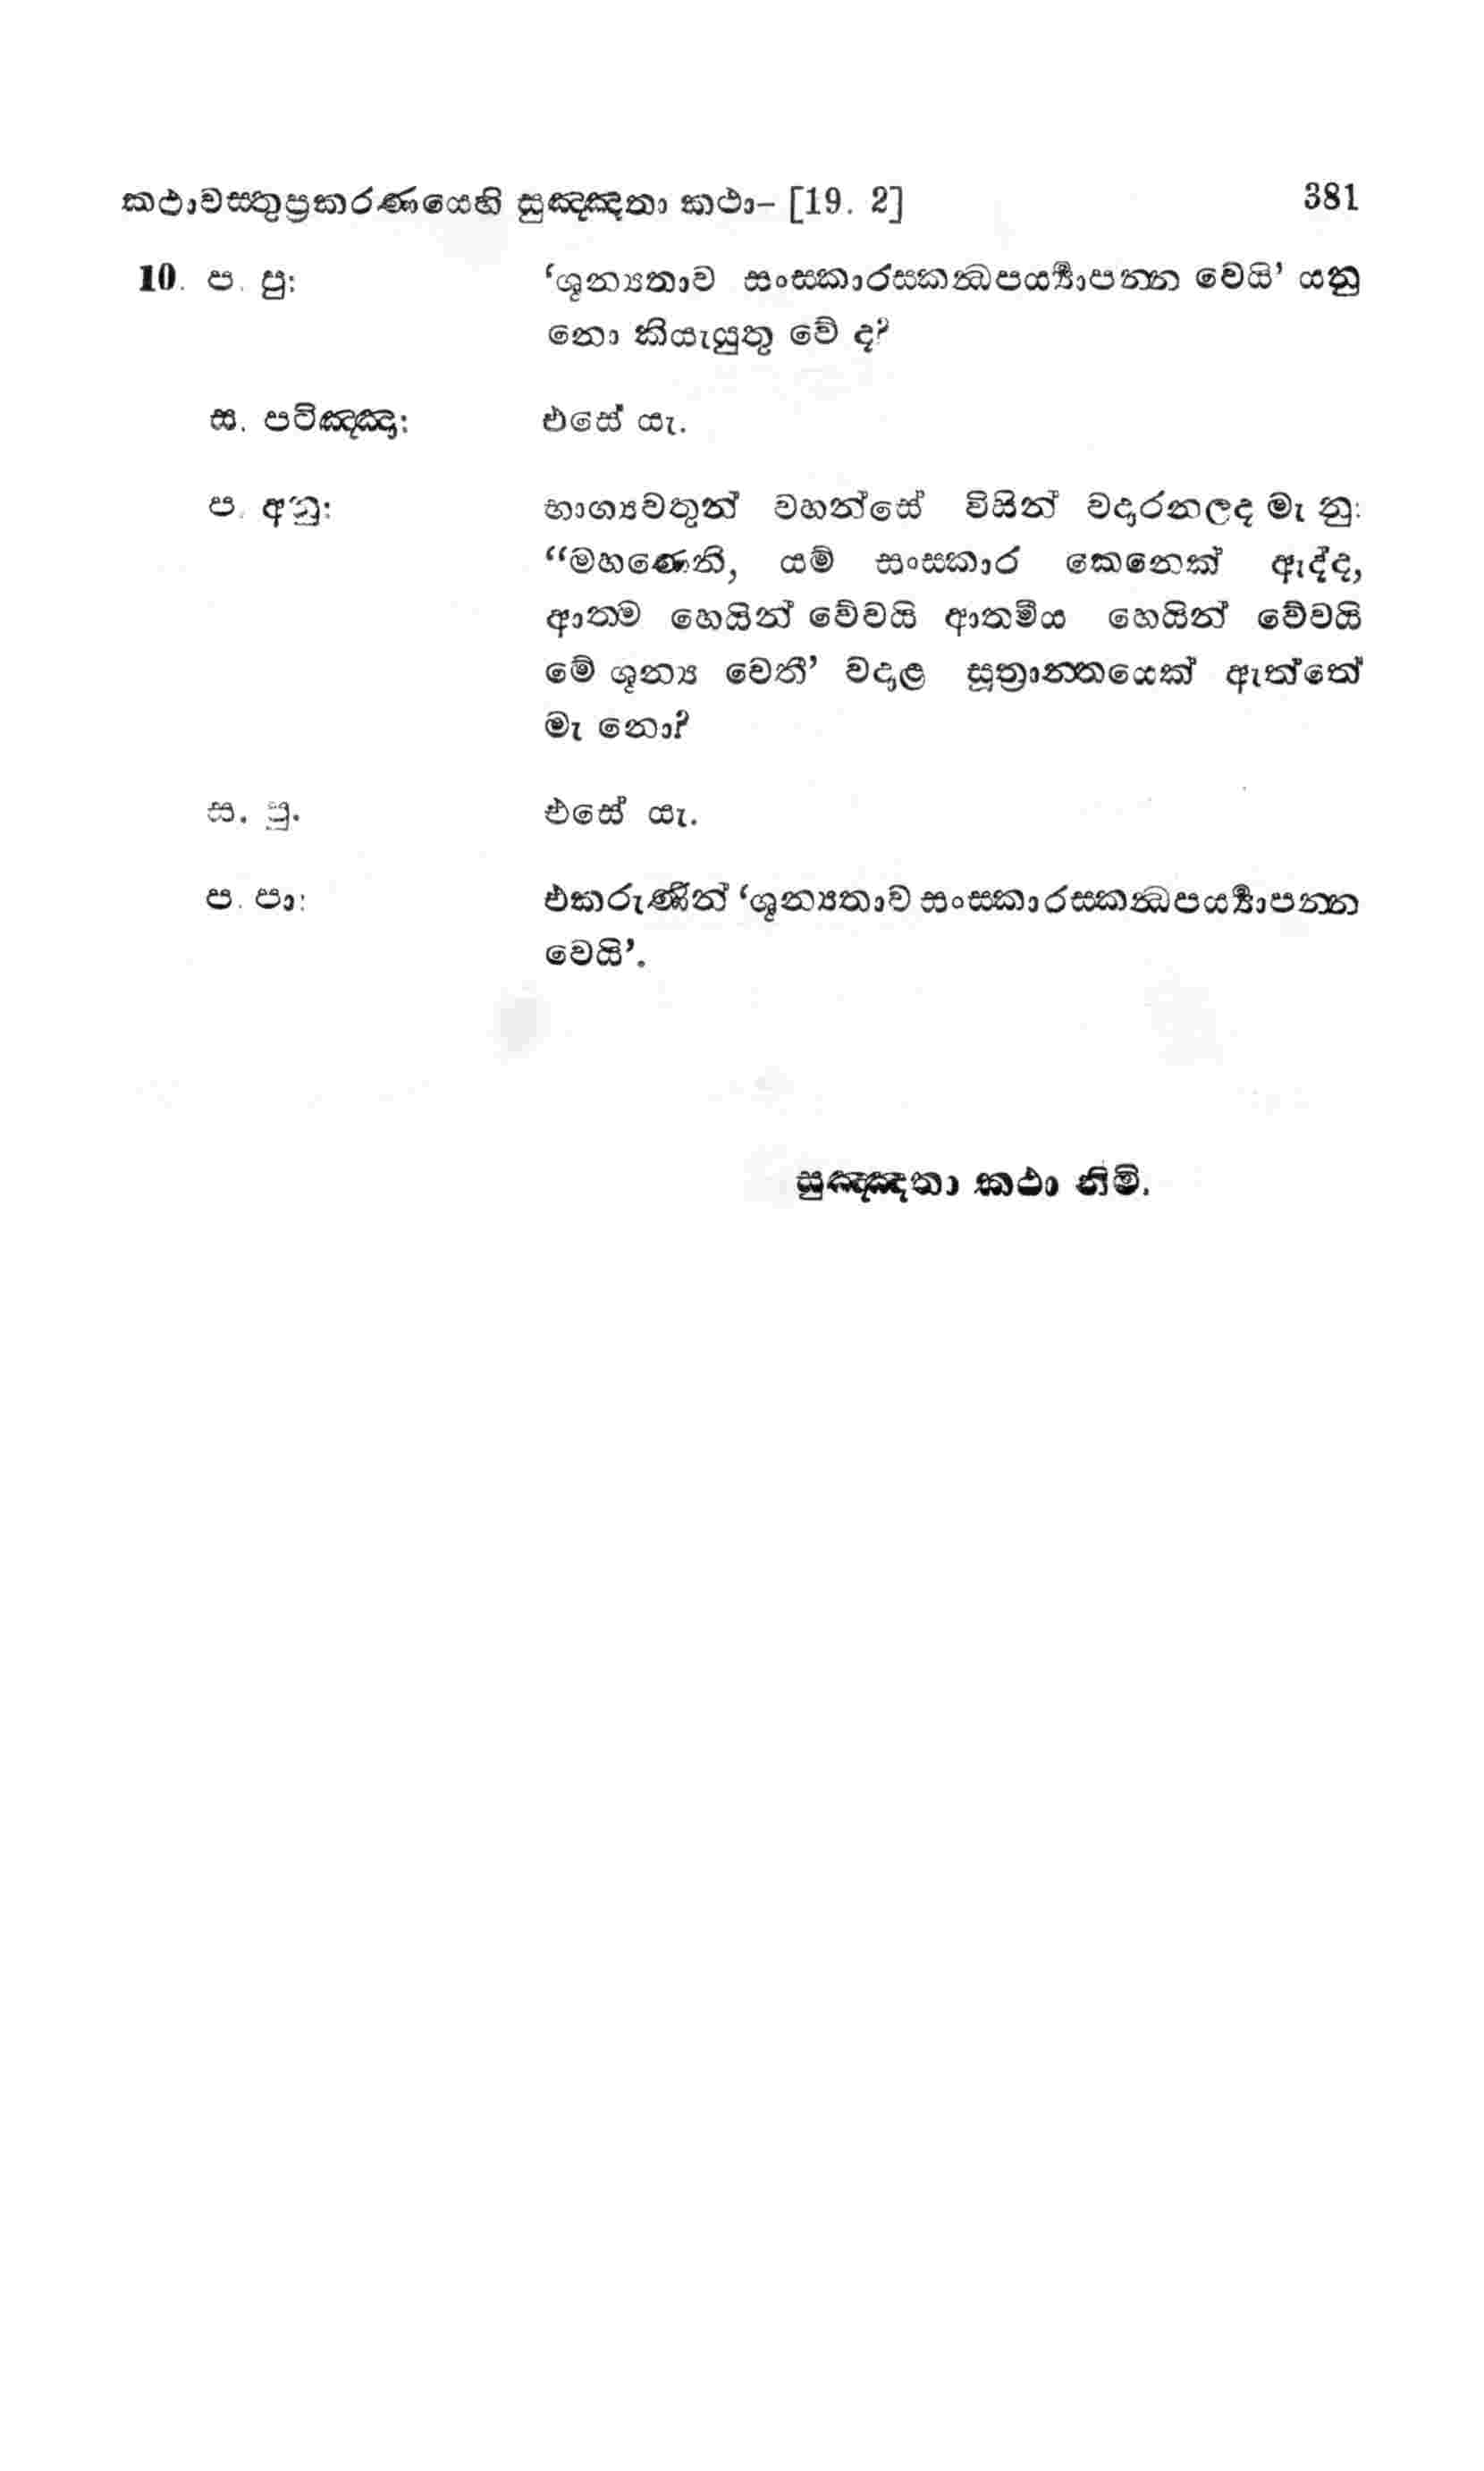 කථාවස්තුප්‍රකරණයෙහි සුඤ්ඤතා කථා– [19. 2] 381
10. ප. පු: ‘ශූන්‍යතාව සංස්කාරස්කන්ධපර්‍ය්‍යාපන්න වෙයි’ යනු
නො කියැයුතු වේ ද?
ස. පටිඤ්ඤා: එසේ යැ.
ප. අනු: භාග්‍යවතුන් වහන්සේ විසින් වදාරනලද මැ නු:
“මහණෙනි, යම් සංස්කාර කෙනෙක් ඇද්ද,
ආත්ම හෙයින් වේවයි ආත්මීය හෙයින් වේවයි
මේ ශූන්‍ය වෙතී’ වදාළ සූත්‍රාන්තයෙක් ඇත්තේ
මැ නො?
ස. පු. එසේ යැ.
ප. පා: එකරුණින් ‘ශූන්‍යතාව සංස්කාරස්කන්ධපර්‍ය්‍යාපන්න
වෙයි’.
සුඤ්ඤතා කථා නිමි.